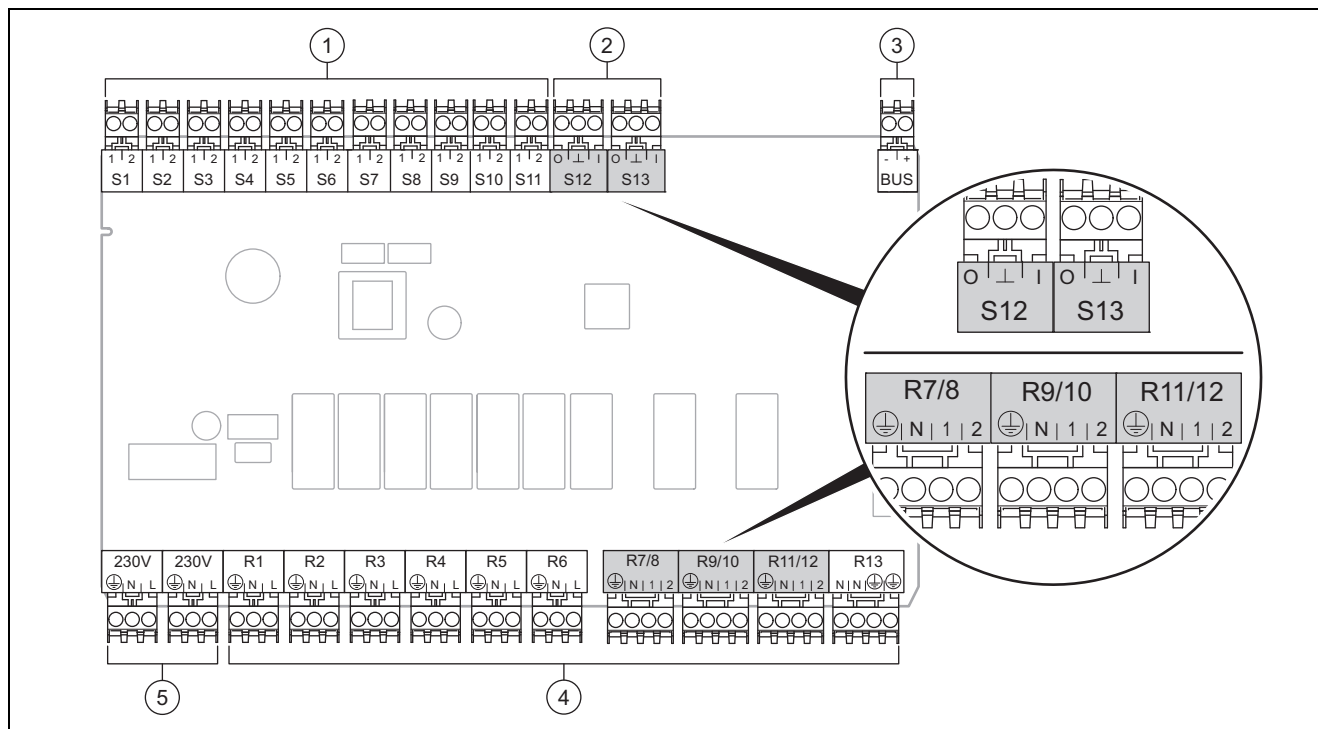 1 2 3
1 2 1 2 1 2 1 2 1 2 1 2 1 2 1 2 1 2 1 2 1 2 O ⊥ I O ⊥ I - +
S1 S2 S3 S4 S5 S6 S7 S8 S9 S10 S11 S12 S13 BUS
O ⊥ I O ⊥ I
S12 S13
R7/8 R9/10 R11/12
N 1 2 N 1 2 N 1 2
230V 230V R1 R2 R3 R4 R5 R6 R7/8 R9/10 R11/12 R13
N L N L N L N L N L N L N L N L N 1 2 N 1 2 N 1 2 N N
5 4